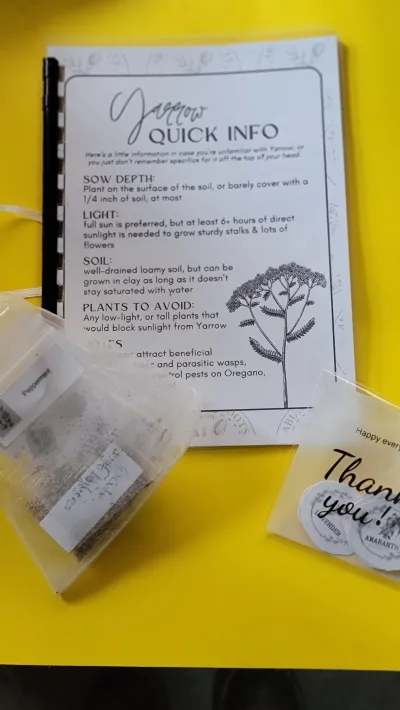 Yarrow
QUICK INFO
Here's a little information in case you're unfamiliar with Yarrow, or
you just don't remember specifics for it off the top of your head.
SOW DEPTH:
Plant on the surface of the soil, or barely cover with a
1/4 inch of soil, at most
LIGHT:
full sun is preferred, but at least 6+ hours of direct
sunlight is needed to grow sturdy stalks & lots of
flowers
SOIL:
well-drained loamy soil, but can be
grown in clay as long as it doesn't
stay saturated with water
PLANTS TO AVOID:
Any low-light, or tall plants that
would block sunlight from Yarrow
attract beneficial
and parasitic wasps,
pests on Oregano,
Peppermint
Happy
Thank
you!
AMARANTH